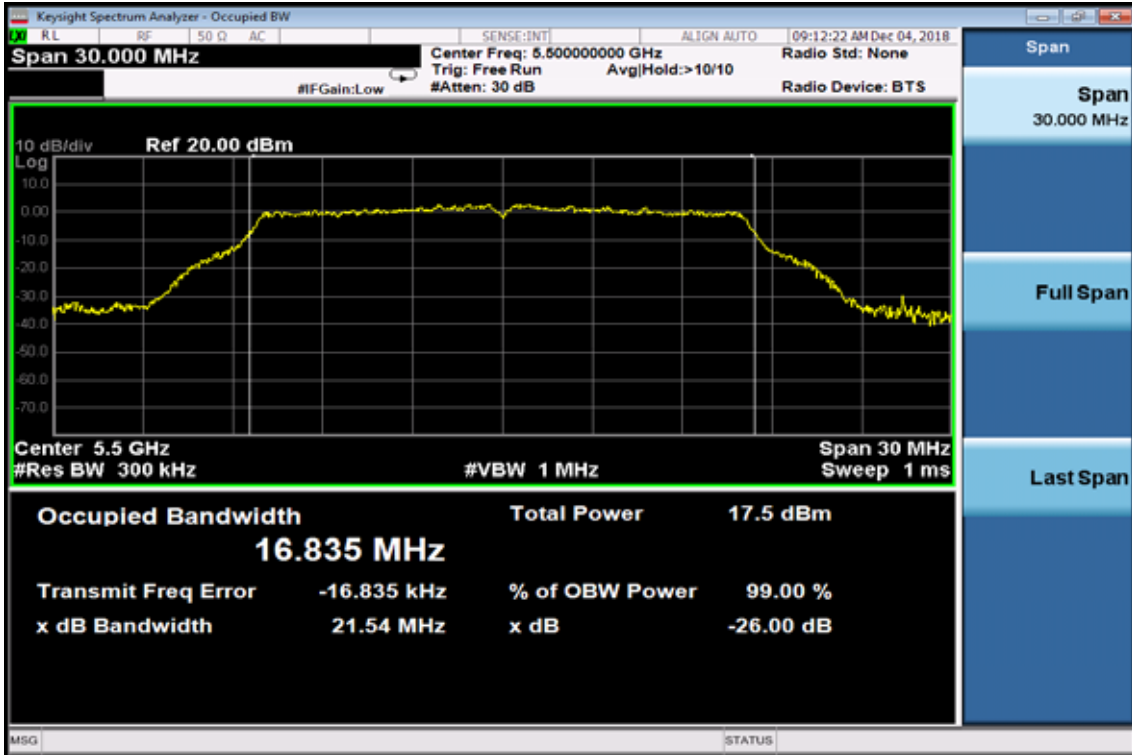 Keysight Spectrum Analyzer - Occupied BW
LXI RL RF 50 Ω AC SENSE:INT ALIGN AUTO 09:12:22 AM Dec 04, 2018
Span 30.000 MHz
Center Freq: 5.500000000 GHz Radio Std: None
Trig: Free Run Avg|Hold:>10/10
#IFGain:Low #Atten: 30 dB Radio Device: BTS
Span
Span
30.000 MHz
Full Span
Last Span
10 dB/div Ref 20.00 dBm
Log
10.0
0.00
-10.0
-20.0
-30.0
-40.0
-50.0
-60.0
-70.0
Center 5.5 GHz Span 30 MHz
#Res BW 300 kHz #VBW 1 MHz Sweep 1 ms
Occupied Bandwidth Total Power 17.5 dBm
16.835 MHz
Transmit Freq Error -16.835 kHz % of OBW Power 99.00 %
x dB Bandwidth 21.54 MHz x dB -26.00 dB
MSG STATUS